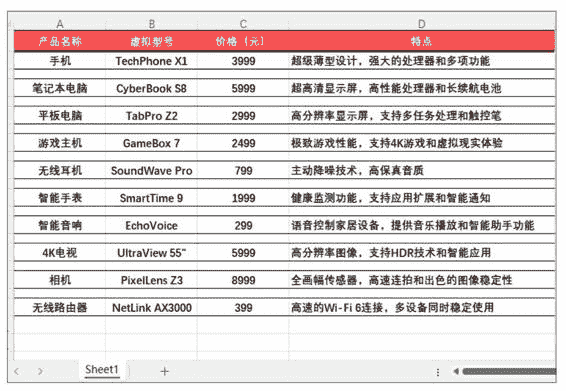 A B C D
产品名称 虚拟型号 价格（元） 特点
手机 TechPhone X1 3999 超级薄型设计，强大的处理器和多项功能
笔记本电脑 CyberBook S8 5999 超高清显示屏，高性能处理器和长续航电池
平板电脑 TabPro Z2 2999 高分辨率显示屏，支持多任务处理和触控笔
游戏主机 GameBox 7 2499 极致游戏性能，支持4K游戏和虚拟现实体验
无线耳机 SoundWave Pro 799 主动降噪技术，高保真音质
智能手表 SmartTime 9 1999 健康监测功能，支持应用扩展和智能通知
智能音响 EchoVoice 299 语音控制家居设备，提供音乐播放和智能助手功能
4K电视 UltraView 55" 5999 高分辨率图像，支持HDR技术和智能应用
相机 PixelLens Z3 8999 全画幅传感器，高速连拍和出色的图像稳定性
无线路由器 NetLink AX3000 399 高速的Wi-Fi 6连接，多设备同时稳定使用
Sheet1